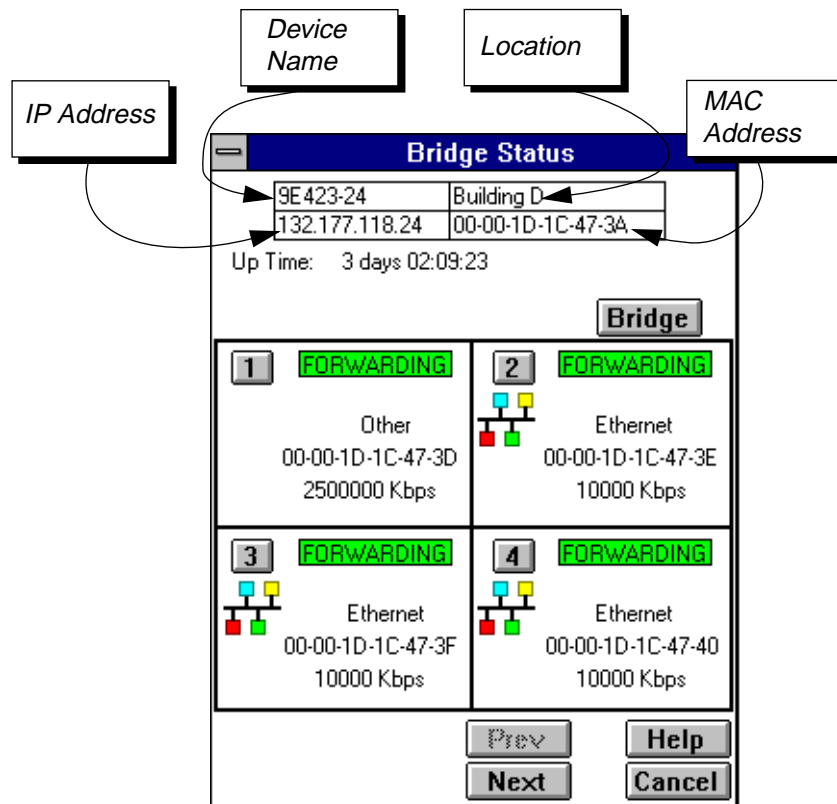 Device
Name
Location
IP Address
MAC
Address
Bridge Status
9E423-24 Building D
132.177.118.24 00-00-1D-1C-47-3A
Up Time: 3 days 02:09:23
Bridge
1 FORWARDING
Other
00-00-1D-1C-47-3D
2500000 Kbps
2 FORWARDING
Ethernet
00-00-1D-1C-47-3E
10000 Kbps
3 FORWARDING
Ethernet
00-00-1D-1C-47-3F
10000 Kbps
4 FORWARDING
Ethernet
00-00-1D-1C-47-40
10000 Kbps
Prev Help
Next Cancel